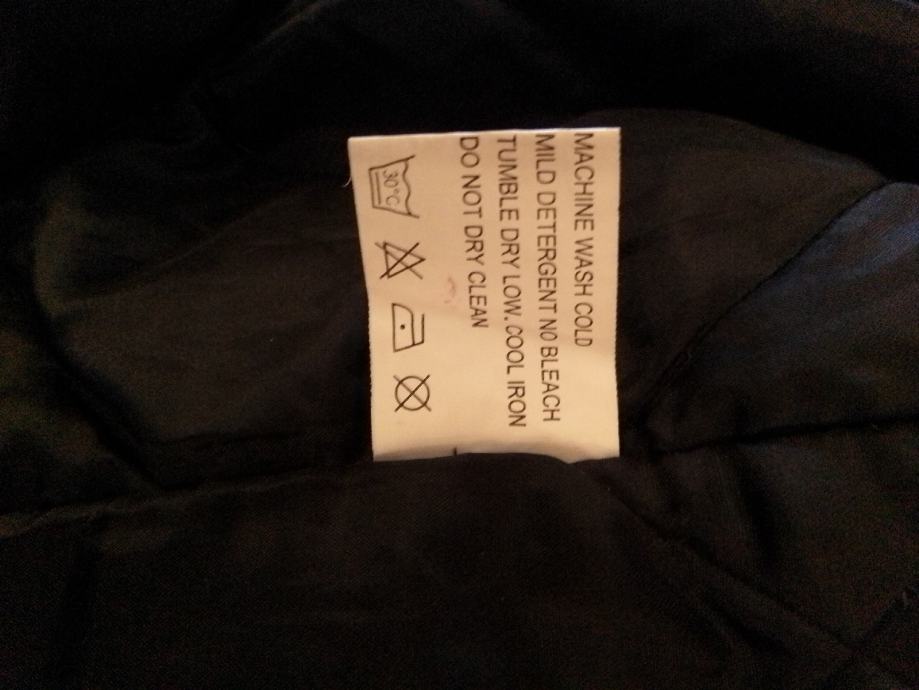 MACHINE WASH COLD
MILD DETERGENT NO BLEACH
TUMBLE DRY LOW. COOL IRON
DO NOT DRY CLEAN
30°C